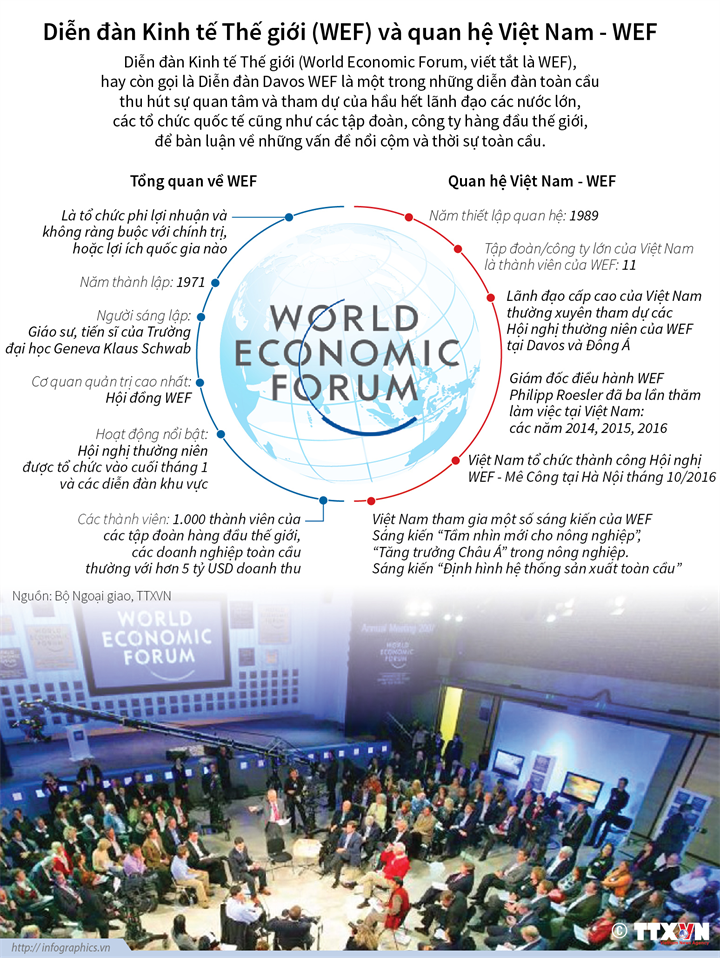 Diễn đàn Kinh tế Thế giới (WEF) và quan hệ Việt Nam - WEF
Diễn đàn Kinh tế Thế giới (World Economic Forum, viết tắt là WEF),
hay còn gọi là Diễn đàn Davos WEF là một trong những diễn đàn toàn cầu
thu hút sự quan tâm và tham dự của hầu hết lãnh đạo các nước lớn,
các tổ chức quốc tế cũng như các tập đoàn, công ty hàng đầu thế giới,
để bàn luận về những vấn đề nổi cộm và thời sự toàn cầu.
Tổng quan về WEF
Là tổ chức phi lợi nhuận và
không ràng buộc với chính trị,
hoặc lợi ích quốc gia nào
Năm thành lập: 1971
Người sáng lập:
Giáo sư, tiến sĩ của Trường
đại học Geneva Klaus Schwab
Cơ quan quản trị cao nhất:
Hội đồng WEF
Hoạt động nổi bật:
Hội nghị thường niên
được tổ chức vào cuối tháng 1
và các diễn đàn khu vực
Các thành viên: 1.000 thành viên của
các tập đoàn hàng đầu thế giới,
các doanh nghiệp toàn cầu
thường với hơn 5 tỷ USD doanh thu
WORLD
ECONOMIC
FORUM
Quan hệ Việt Nam - WEF
Năm thiết lập quan hệ: 1989
Tập đoàn/công ty lớn của Việt Nam
là thành viên của WEF: 11
Lãnh đạo cấp cao của Việt Nam
thường xuyên tham dự các
Hội nghị thường niên của WEF
tại Davos và Đông Á
Giám đốc điều hành WEF
Philipp Roesler đã ba lần thăm
làm việc tại Việt Nam:
các năm 2014, 2015, 2016
Việt Nam tổ chức thành công Hội nghị
WEF - Mê Công tại Hà Nội tháng 10/2016
Việt Nam tham gia một số sáng kiến của WEF
Sáng kiến “Tầm nhìn mới cho nông nghiệp”,
“Tăng trưởng Châu Á” trong nông nghiệp.
Sáng kiến “Định hình hệ thống sản xuất toàn cầu”
Nguồn: Bộ Ngoại giao, TTXVN
WORLD
ECONOMIC
FORUM
Annual Meeting 2007
WORLD
ECONOMIC
FORUM
http:// infographics.vn
© TTXVN